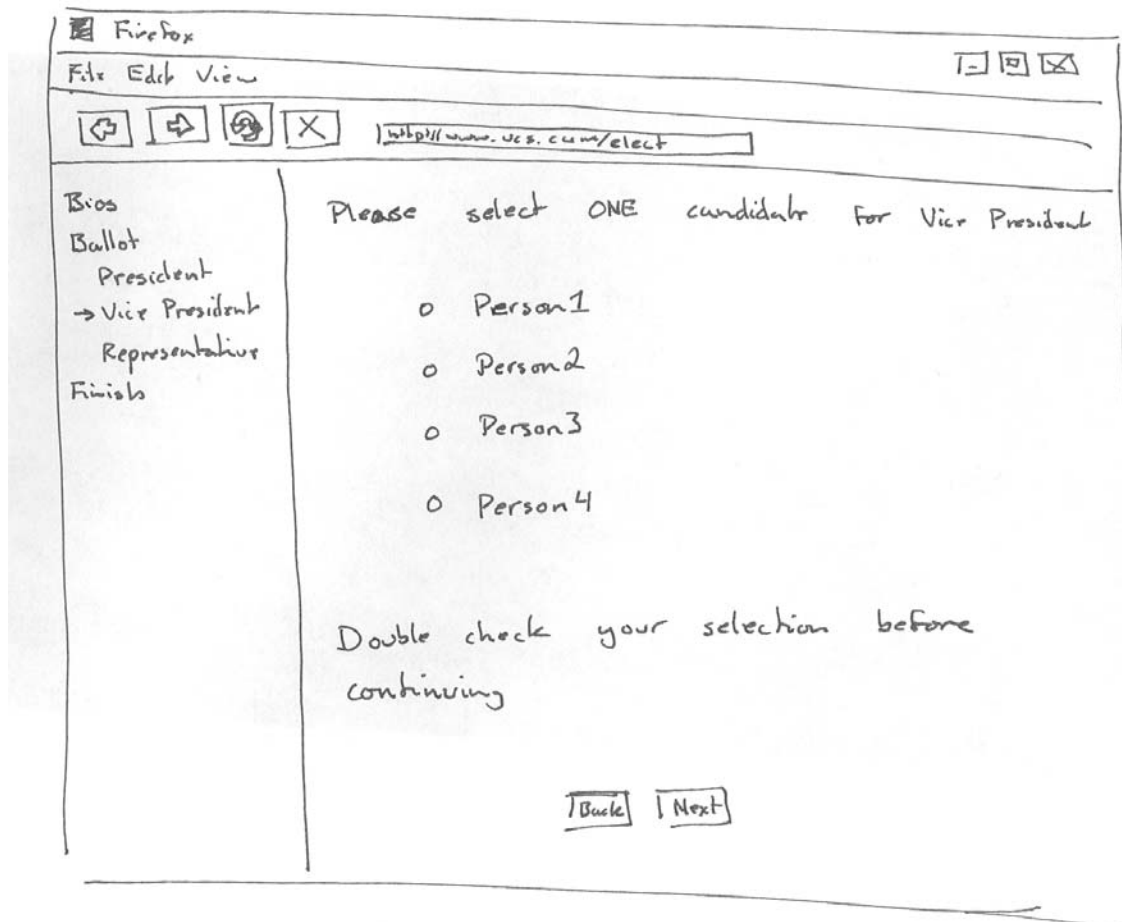 Firefox
File Edit View
http://www.ucs.com/elect
Bios
Ballot
President
→ Vice President
Representative
Finish
Please select ONE candidate for Vice President
Person1
Person2
Person3
Person4
Double check your selection before
continuing
Back Next